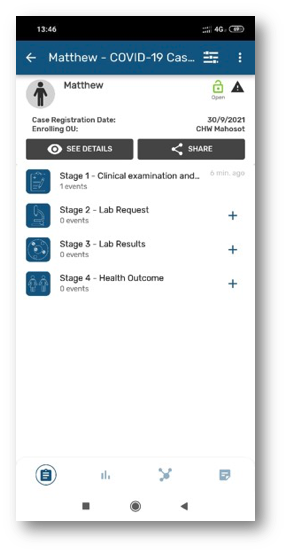 13:46
4G
Matthew - COVID-19 Cas...
Matthew
Open
Case Registration Date: 30/9/2021
Enrolling OU: CHW Mahosot
SEE DETAILS SHARE
Stage 1 - Clinical examination and... 6 min. ago
1 events
Stage 2 - Lab Request
0 events
Stage 3 - Lab Results
0 events
Stage 4 - Health Outcome
0 events